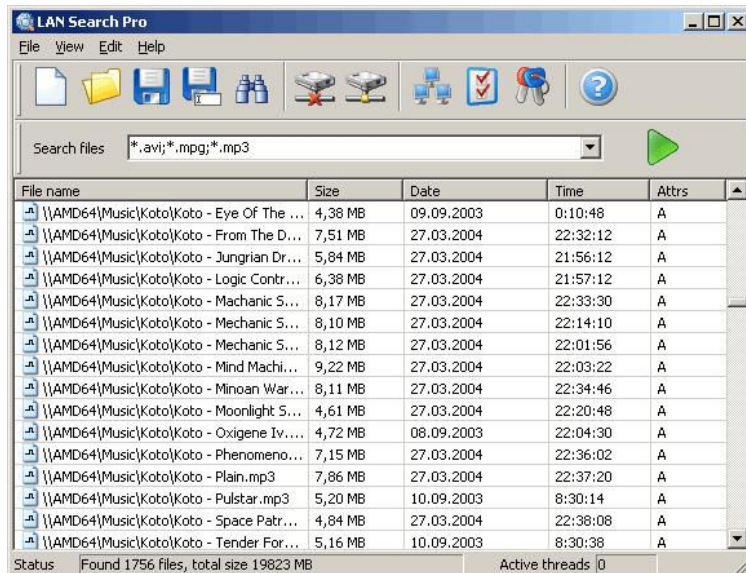 LAN Search Pro
File View Edit Help
Search files *.avi;*.mpg;*.mp3
File name Size Date Time Attrs
\\AMD64\Music\Koto\Koto - Eye Of The ... 4,38 MB 09.09.2003 0:10:48 A
\\AMD64\Music\Koto\Koto - From The D... 7,51 MB 27.03.2004 22:32:12 A
\\AMD64\Music\Koto\Koto - Jungrian Dr... 5,84 MB 27.03.2004 21:56:12 A
\\AMD64\Music\Koto\Koto - Logic Contr... 6,38 MB 27.03.2004 21:57:12 A
\\AMD64\Music\Koto\Koto - Machanic S... 8,17 MB 27.03.2004 22:33:30 A
\\AMD64\Music\Koto\Koto - Mechanic S... 8,10 MB 27.03.2004 22:14:10 A
\\AMD64\Music\Koto\Koto - Mechanic S... 8,12 MB 27.03.2004 22:01:56 A
\\AMD64\Music\Koto\Koto - Mind Machi... 9,22 MB 27.03.2004 22:03:22 A
\\AMD64\Music\Koto\Koto - Minoan War... 8,11 MB 27.03.2004 22:34:46 A
\\AMD64\Music\Koto\Koto - Moonlight S... 4,61 MB 27.03.2004 22:20:48 A
\\AMD64\Music\Koto\Koto - Oxigene Iv.... 4,72 MB 08.09.2003 22:04:30 A
\\AMD64\Music\Koto\Koto - Phenomeno... 7,15 MB 27.03.2004 22:36:02 A
\\AMD64\Music\Koto\Koto - Plain.mp3 7,86 MB 27.03.2004 22:37:20 A
\\AMD64\Music\Koto\Koto - Pulstar.mp3 5,20 MB 10.09.2003 8:30:14 A
\\AMD64\Music\Koto\Koto - Space Patr... 4,84 MB 27.03.2004 22:38:08 A
\\AMD64\Music\Koto\Koto - Tender For... 5,16 MB 10.09.2003 8:30:38 A
Status Found 1756 files, total size 19823 MB Active threads 0